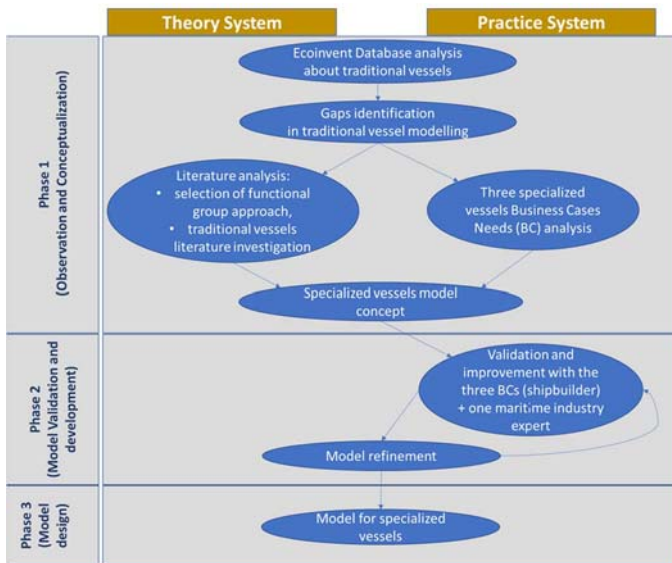 Theory System
Practice System
Phase 1
(Observation and Conceptualization)
Ecoinvent Database analysis
about traditional vessels
Gaps identification
in traditional vessel modelling
Literature analysis:
• selection of functional
group approach,
• traditional vessels
literature investigation
Three specialized
vessels Business Cases
Needs (BC) analysis
Specialized vessels model
concept
Phase 2
(Model Validation and
development)
Validation and
improvement with the
three BCs (shipbuilder)
+ one maritime industry
expert
Model refinement
Phase 3
(Model
design)
Model for specialized
vessels